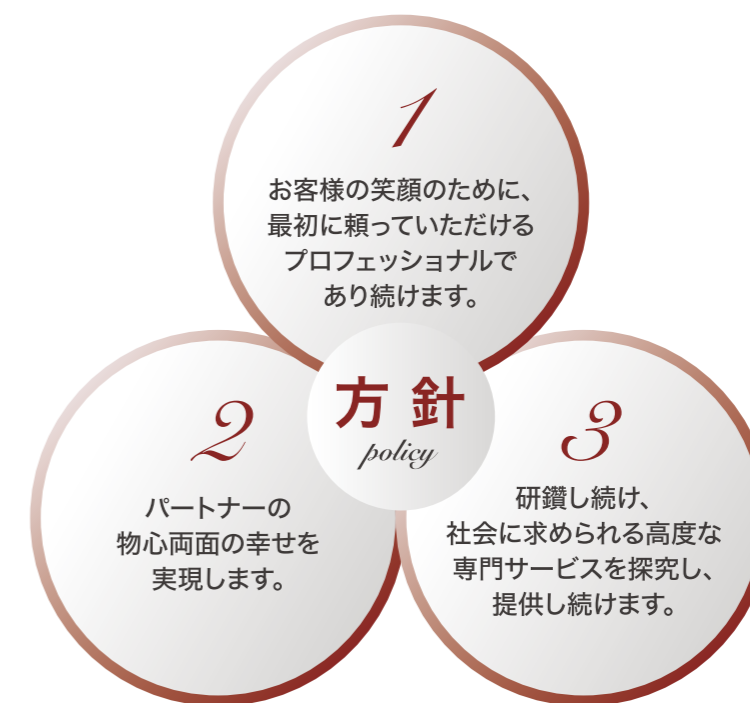 1
お客様の笑顔のために、
最初に頼っていただける
プロフェッショナルで
あり続けます。
方針
policy
2
パートナーの
物心両面の幸せを
実現します。
3
研鑽し続け、
社会に求められる高度な
専門サービスを探究し、
提供し続けます。